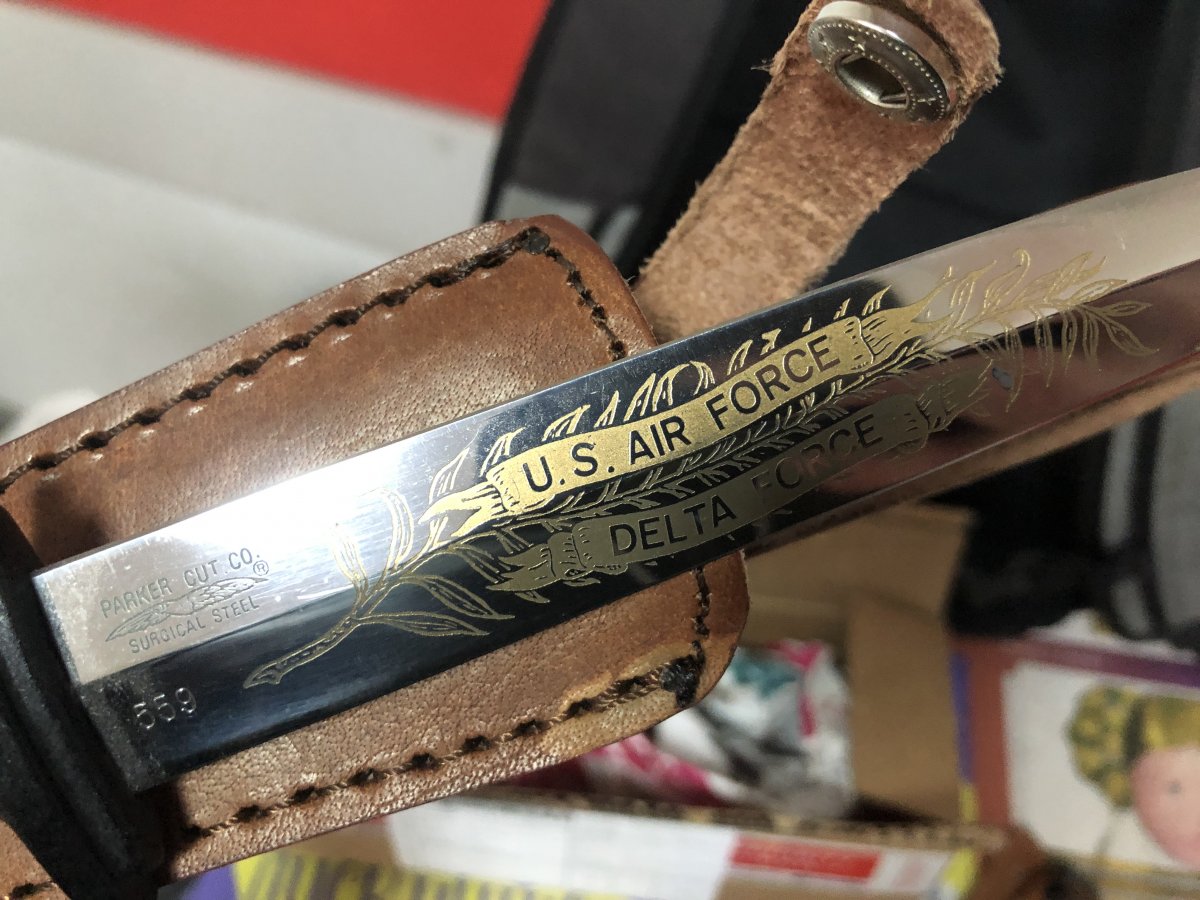 U.S. AIR FORCE
DELTA FORCE
PARKER CUT. CO.®
SURGICAL STEEL
559